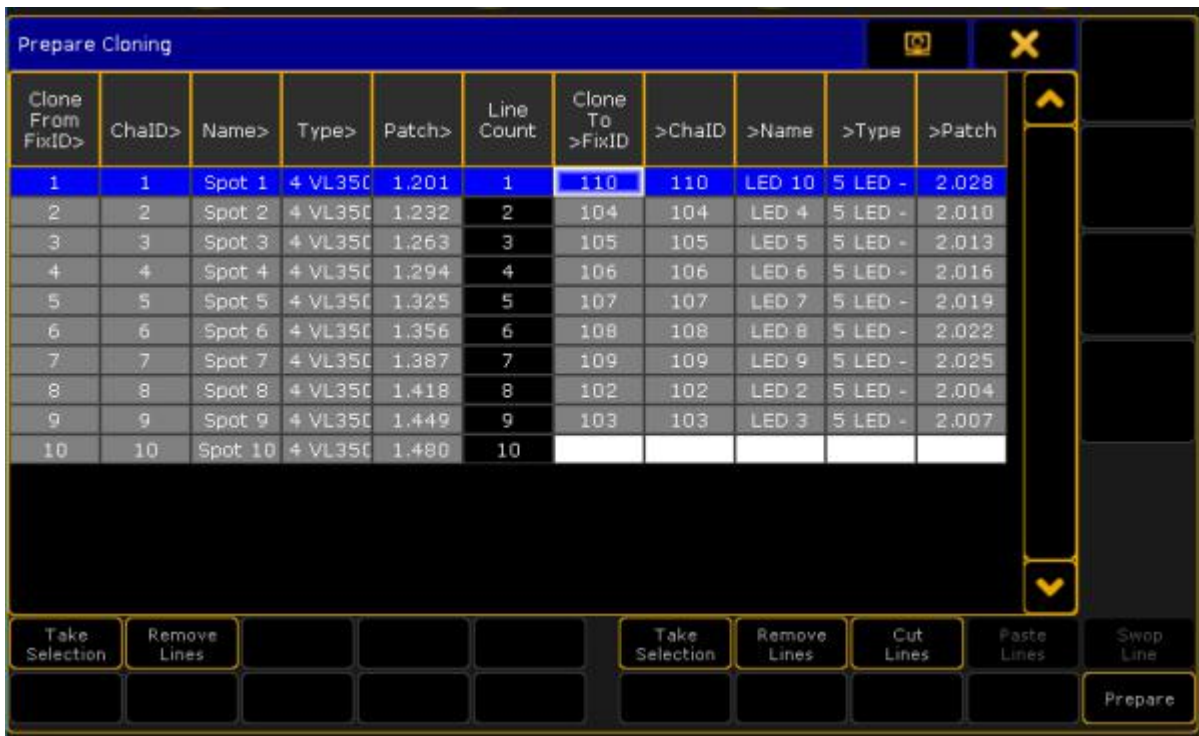 Prepare Cloning
Clone From FixID> ChaID> Name> Type> Patch> Line Count Clone To >FixID >ChaID >Name >Type >Patch
1 1 Spot 1 4 VL350 1.201 1 110 110 LED 10 5 LED - 2.028
2 2 Spot 2 4 VL350 1.232 2 104 104 LED 4 5 LED - 2.010
3 3 Spot 3 4 VL350 1.263 3 105 105 LED 5 5 LED - 2.013
4 4 Spot 4 4 VL350 1.294 4 106 106 LED 6 5 LED - 2.016
5 5 Spot 5 4 VL350 1.325 5 107 107 LED 7 5 LED - 2.019
6 6 Spot 6 4 VL350 1.356 6 108 108 LED 8 5 LED - 2.022
7 7 Spot 7 4 VL350 1.387 7 109 109 LED 9 5 LED - 2.025
8 8 Spot 8 4 VL350 1.418 8 102 102 LED 2 5 LED - 2.004
9 9 Spot 9 4 VL350 1.449 9 103 103 LED 3 5 LED - 2.007
10 10 Spot 10 4 VL350 1.480 10
Take Selection Remove Lines Take Selection Remove Lines Cut Lines Paste Lines Swop Line
Prepare